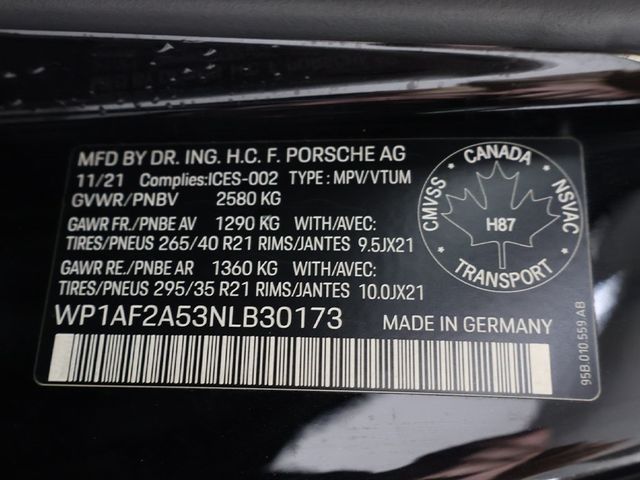 MFD BY DR. ING. H.C. F. PORSCHE AG
11/21 Complies:ICES-002 TYPE : MPV/VTUM
GVWR/PNBV 2580 KG
GAWR FR./PNBE AV 1290 KG WITH/AVEC:
TIRES/PNEUS 265/40 R21 RIMS/JANTES 9.5JX21
GAWR RE./PNBE AR 1360 KG WITH/AVEC:
TIRES/PNEUS 295/35 R21 RIMS/JANTES 10.0JX21
WP1AF2A53NLB30173 MADE IN GERMANY
CANADA
CMVSS
NSVAC
H87
TRANSPORT
95B.010.559 AB